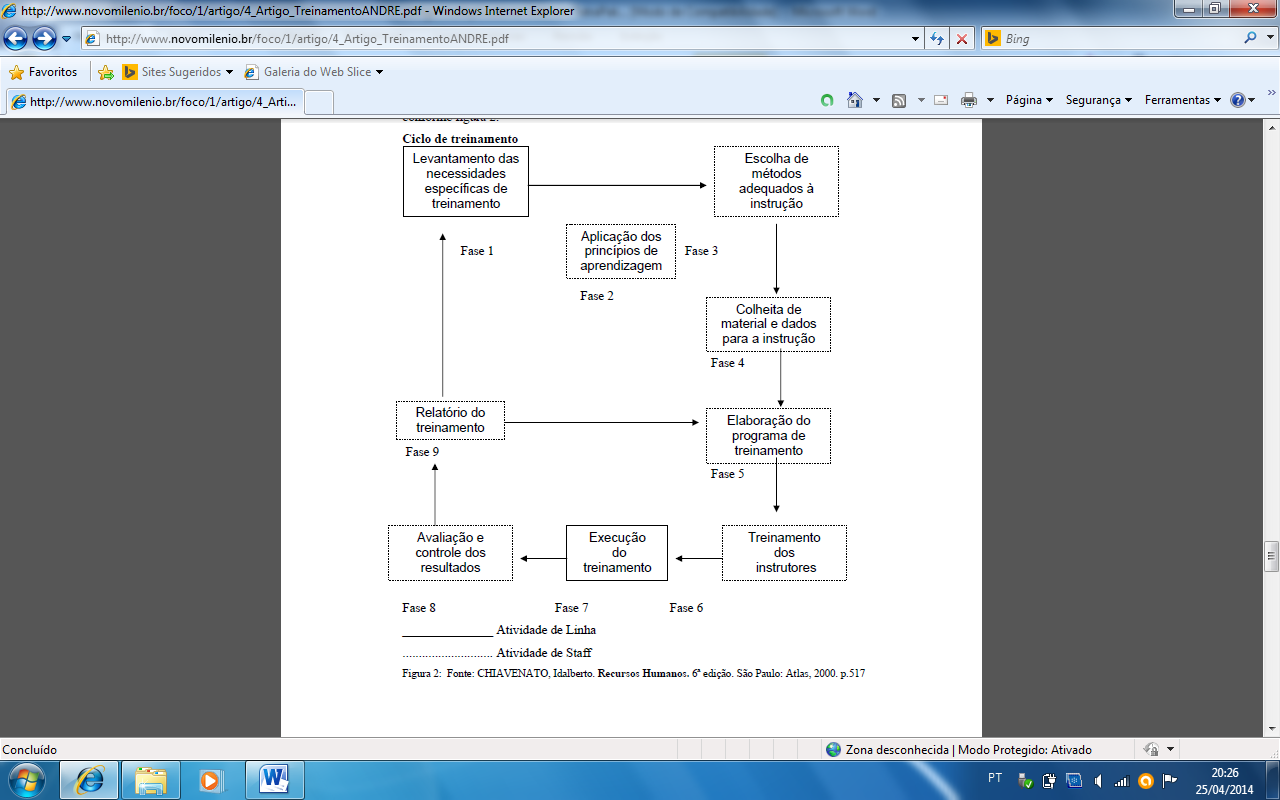 http://www.novomilenio.br/foco/1/artigo/4_Artigo_TreinamentoANDRE.pdf - Windows Internet Explorer
http://www.novomilenio.br/foco/1/artigo/4_Artigo_TreinamentoANDRE.pdf
Bing
Favoritos
Sites Sugeridos
Galeria do Web Slice
http://www.novomilenio.br/foco/1/artigo/4_Arti...
Página
Segurança
Ferramentas
conforme figura 2.
Ciclo de treinamento
Levantamento das
necessidades
específicas de
treinamento
Escolha de
métodos
adequados à
instrução
Fase 1
Aplicação dos
princípios de
aprendizagem
Fase 3
Fase 2
Colheita de
material e dados
para a instrução
Fase 4
Relatório do
treinamento
Fase 9
Elaboração do
programa de
treinamento
Fase 5
Avaliação e
controle dos
resultados
Execução
do
treinamento
Treinamento
dos
instrutores
Fase 8
Fase 7
Fase 6
_______________ Atividade de Linha
............................ Atividade de Staff
Figura 2: Fonte: CHIAVENATO, Idalberto. Recursos Humanos. 6ª edição. São Paulo: Atlas, 2000. p.517
Concluído
Zona desconhecida | Modo Protegido: Ativado
PT
20:26
25/04/2014